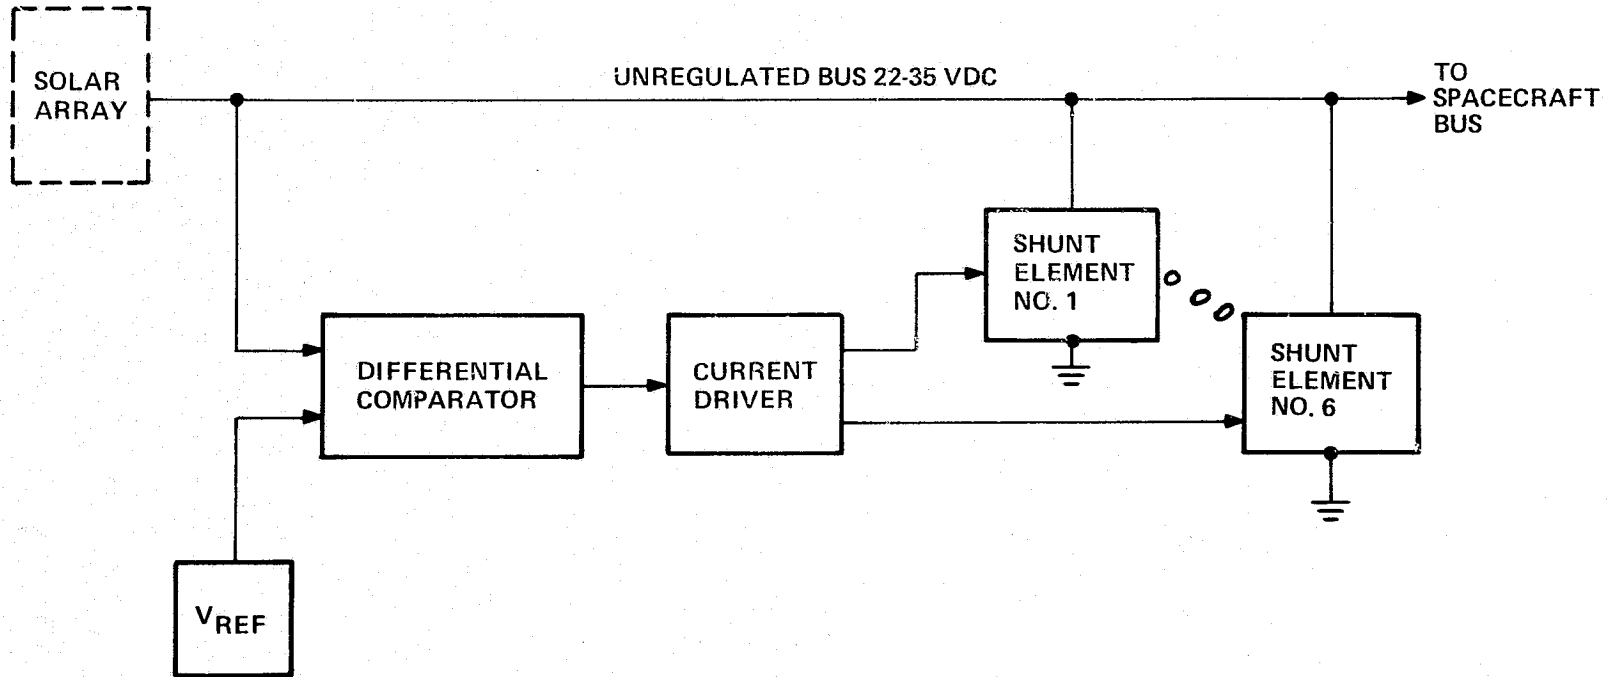 SOLAR
ARRAY
UNREGULATED BUS 22-35 VDC
TO
SPACECRAFT
BUS
SHUNT
ELEMENT
NO. 1
SHUNT
ELEMENT
NO. 6
DIFFERENTIAL
COMPARATOR
CURRENT
DRIVER
VREF